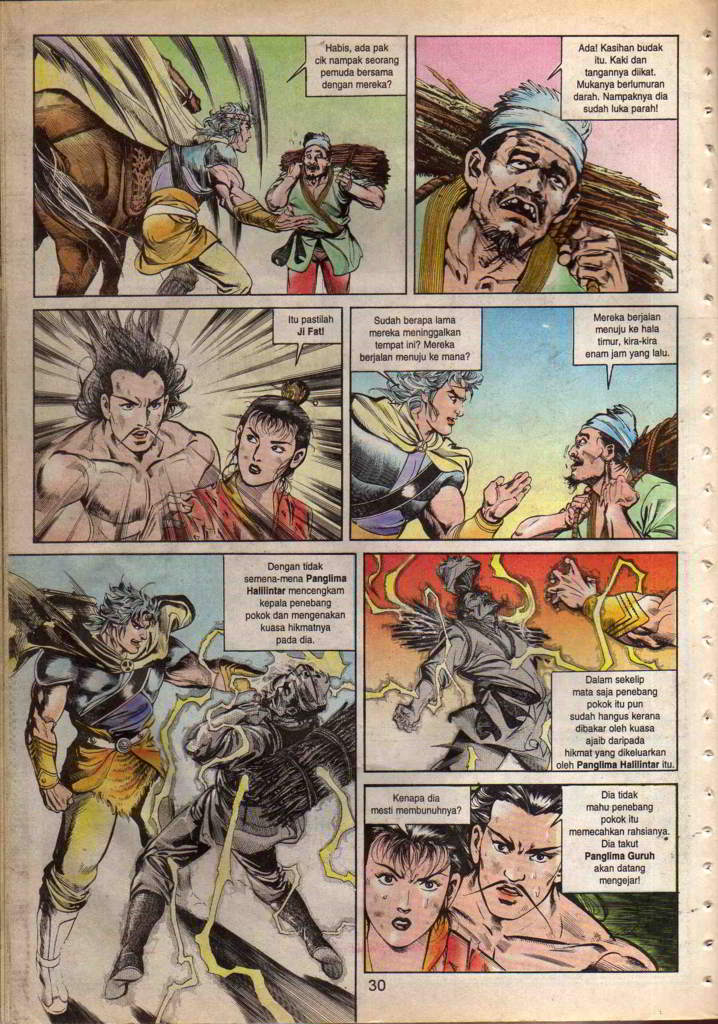 Habis, ada pak
cik nampak seorang
pemuda bersama
dengan mereka?
Ada! Kasihan budak
itu. Kaki dan
tangannya diikat.
Mukanya berlumuran
darah. Nampaknya dia
sudah luka parah!
Itu pastilah
Ji Fat!
Sudah berapa lama
mereka meninggalkan
tempat ini? Mereka
berjalan menuju ke mana?
Mereka berjalan
menuju ke hala
timur, kira-kira
enam jam yang lalu.
Dengan tidak
semena-mena Panglima
Halilintar mencengkam
kepala penebang
pokok dan mengenakan
kuasa hikmatnya
pada dia.
Dalam sekelip
mata saja penebang
pokok itu pun
sudah hangus kerana
dibakar oleh kuasa
ajaib daripada
hikmat yang dikeluarkan
oleh Panglima Halilintar itu.
Kenapa dia
mesti membunuhnya?
Dia tidak
mahu penebang
pokok itu
memecahkan rahsianya.
Dia takut
Panglima Guruh
akan datang
mengejar!
30